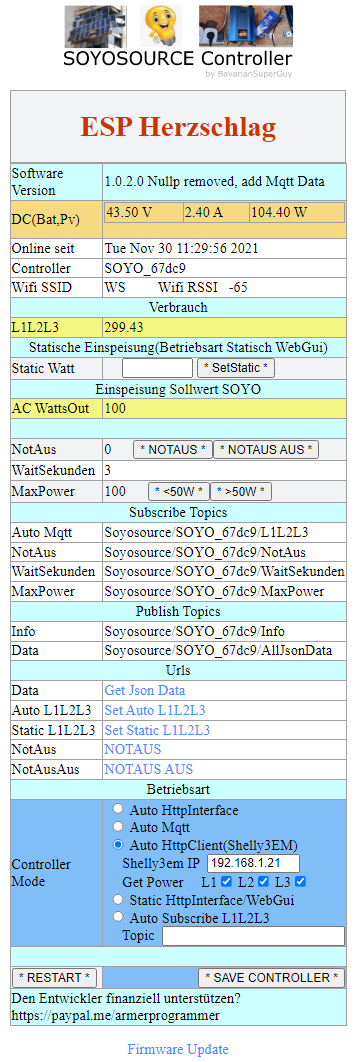 SOYOSOURCE Controller
by BavarianSuperGuy
ESP Herzschlag
Software Version 1.0.2.0 Nullp removed, add Mqtt Data
DC(Bat,Pv) 43.50 V 2.40 A 104.40 W
Online seit Tue Nov 30 11:29:56 2021
Controller SOYO_67dc9
Wifi SSID WS Wifi RSSI -65
Verbrauch
L1L2L3 299.43
Statische Einspeisung(Betriebsart Statisch WebGui)
Static Watt * SetStatic *
Einspeisung Sollwert SOYO
AC WattsOut 100
NotAus 0 * NOTAUS * * NOTAUS AUS *
WaitSekunden 3
MaxPower 100 * <50W * * >50W *
Subscribe Topics
Auto Mqtt Soyosource/SOYO_67dc9/L1L2L3
NotAus Soyosource/SOYO_67dc9/NotAus
WaitSekunden Soyosource/SOYO_67dc9/WaitSekunden
MaxPower Soyosource/SOYO_67dc9/MaxPower
Publish Topics
Info Soyosource/SOYO_67dc9/Info
Data Soyosource/SOYO_67dc9/AllJsonData
Urls
Data Get Json Data
Auto L1L2L3 Set Auto L1L2L3
Static L1L2L3 Set Static L1L2L3
NotAus NOTAUS
NotAusAus NOTAUS AUS
Betriebsart
Controller Mode
Auto HttpInterface
Auto Mqtt
Auto HttpClient(Shelly3EM)
Shelly3em IP 192.168.1.21
Get Power L1 L2 L3
Static HttpInterface/WebGui
Auto Subscribe L1L2L3
Topic
* RESTART * * SAVE CONTROLLER *
Den Entwickler finanziell unterstützen?
https://paypal.me/armerprogrammer
Firmware Update